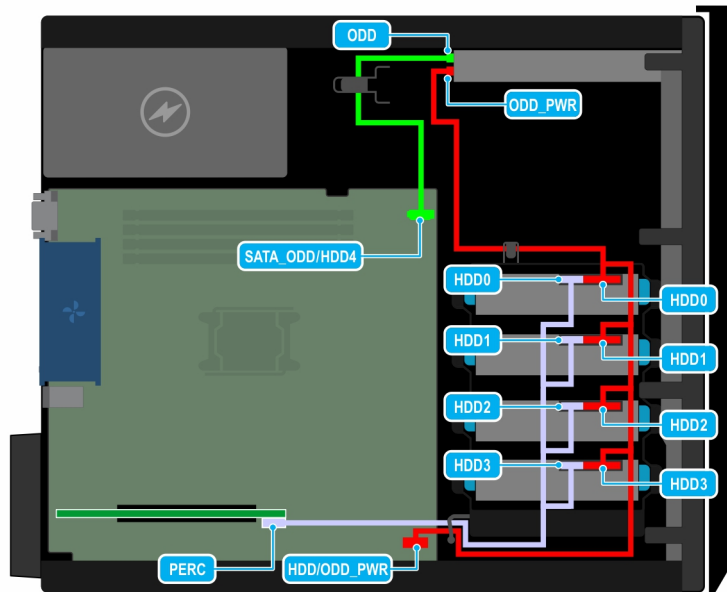 ODD
ODD_PWR
SATA_ODD/HDD4
HDD0
HDD0
HDD1
HDD1
HDD2
HDD2
HDD3
HDD3
PERC
HDD/ODD_PWR